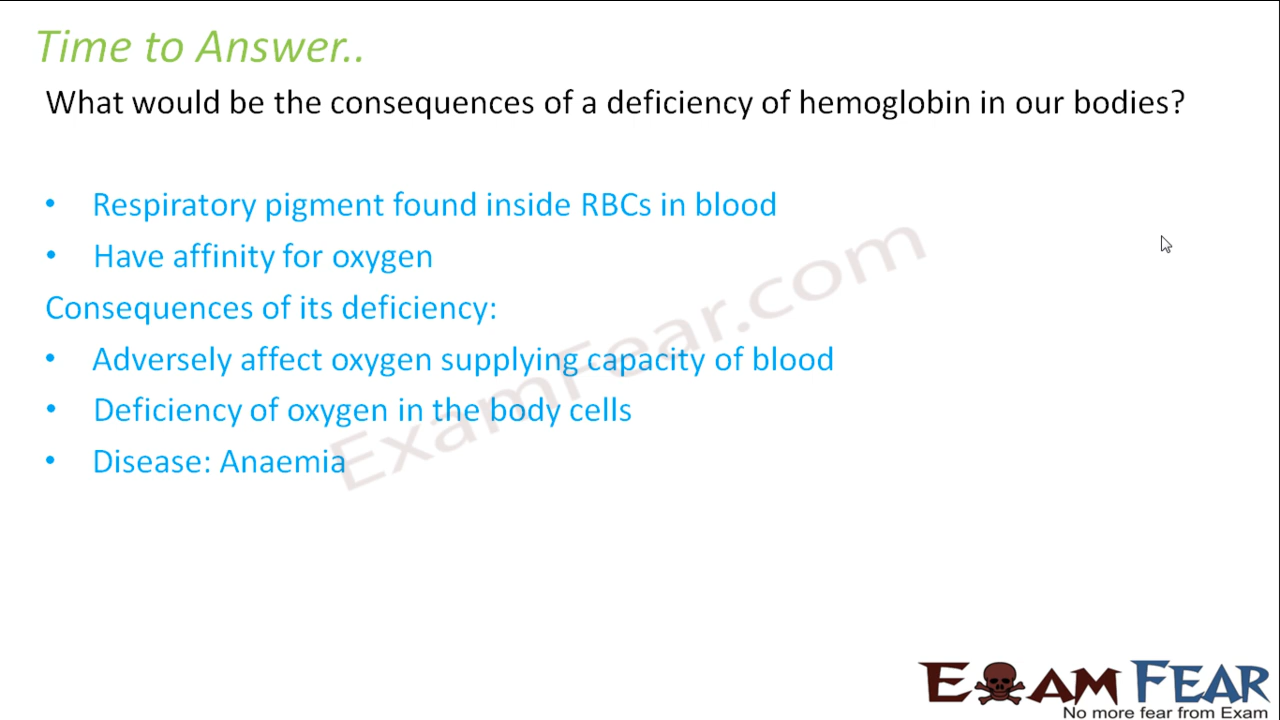 Time to Answer..
What would be the consequences of a deficiency of hemoglobin in our bodies?
• Respiratory pigment found inside RBCs in blood
• Have affinity for oxygen
Consequences of its deficiency:
• Adversely affect oxygen supplying capacity of blood
• Deficiency of oxygen in the body cells
• Disease: Anaemia
ExamFear.com
EXAM FEAR
No more fear from Exam